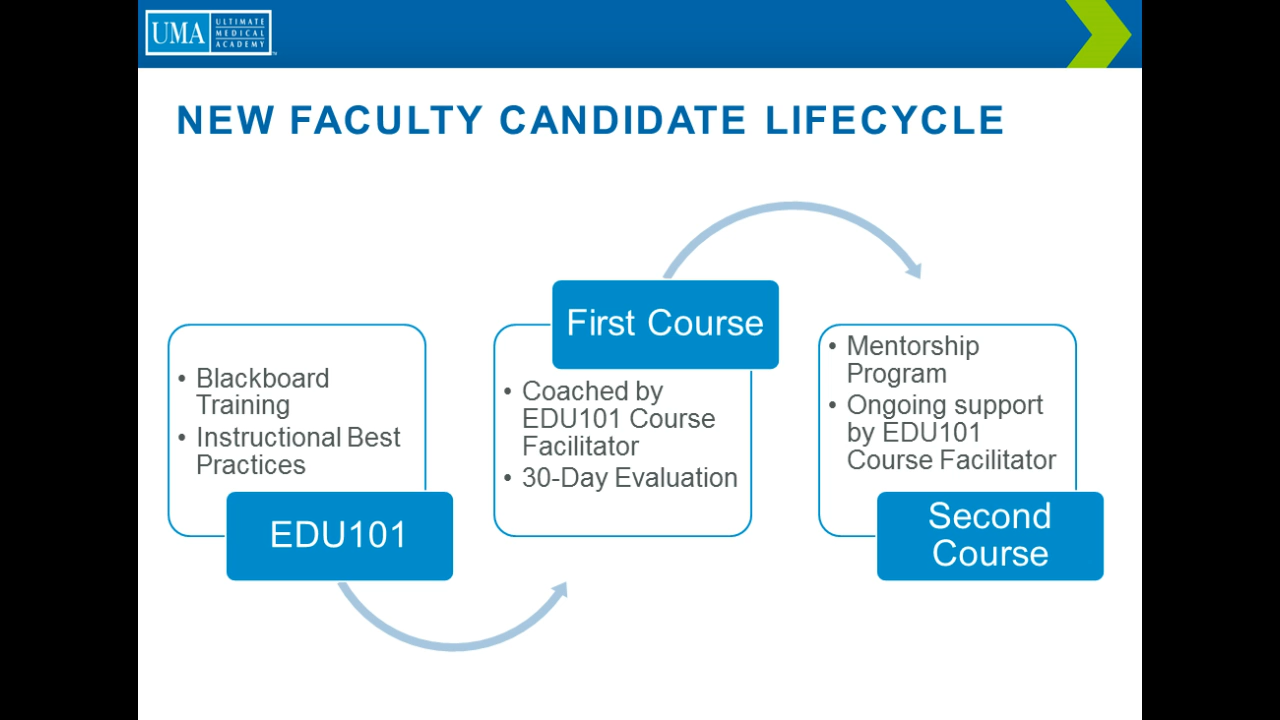 UMA
ULTIMATE
MEDICAL
ACADEMY
NEW FACULTY CANDIDATE LIFECYCLE
• Blackboard
Training
• Instructional Best
Practices
EDU101
First Course
• Coached by
EDU101 Course
Facilitator
• 30-Day Evaluation
• Mentorship
Program
• Ongoing support
by EDU101
Course Facilitator
Second
Course